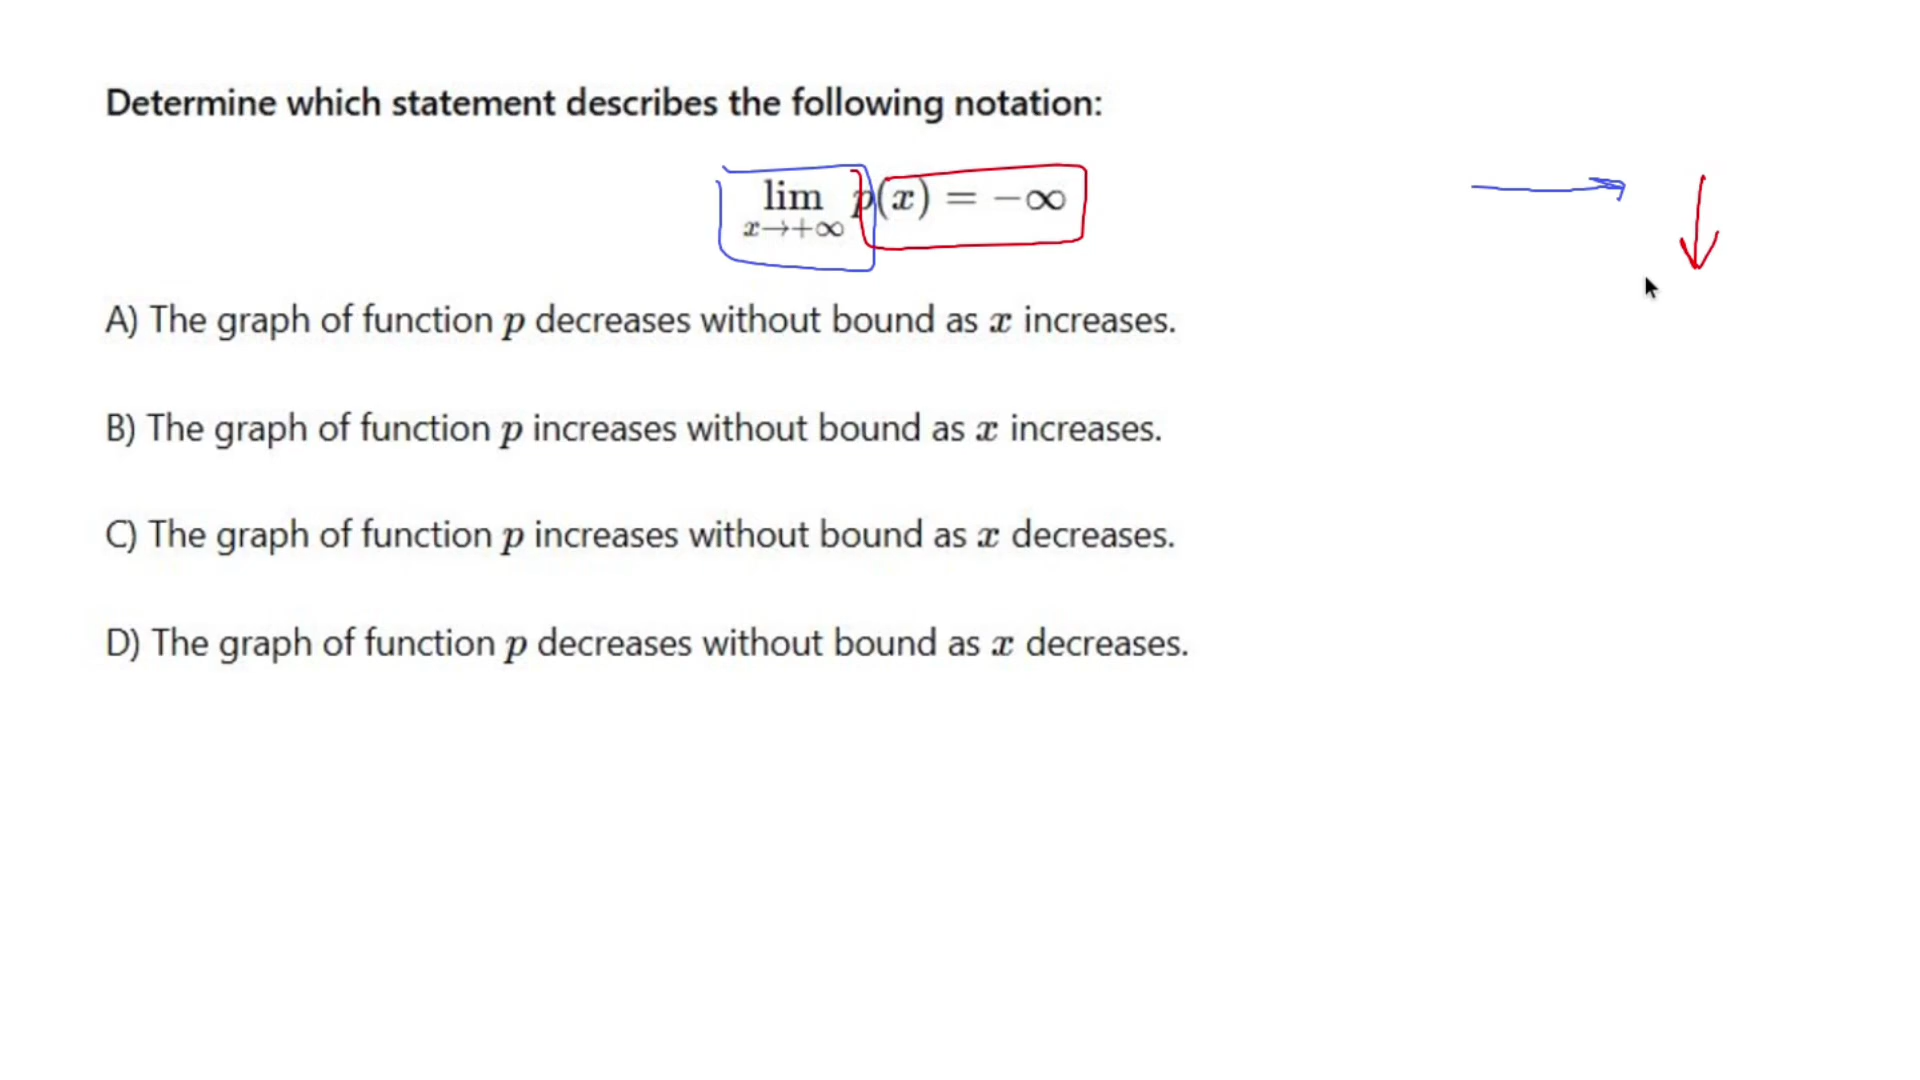 Determine which statement describes the following notation:
lim p(x) = −∞
x→+∞
A) The graph of function p decreases without bound as x increases.
B) The graph of function p increases without bound as x increases.
C) The graph of function p increases without bound as x decreases.
D) The graph of function p decreases without bound as x decreases.